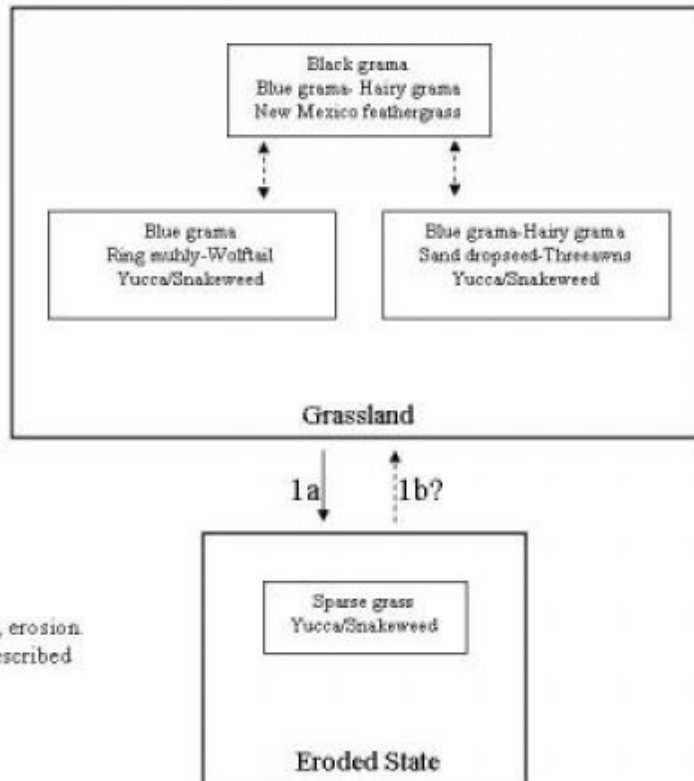 Black grama
Blue grama- Hairy grama
New Mexico feathergrass
Blue grama
Ring muhly-Wolftail
Yucca/Snakeweed
Blue grama-Hairy grama
Sand dropseed-Threeawns
Yucca/Snakeweed
Grassland
1a
1b?
Sparse grass
Yucca/Snakeweed
, erosion
Eroded State